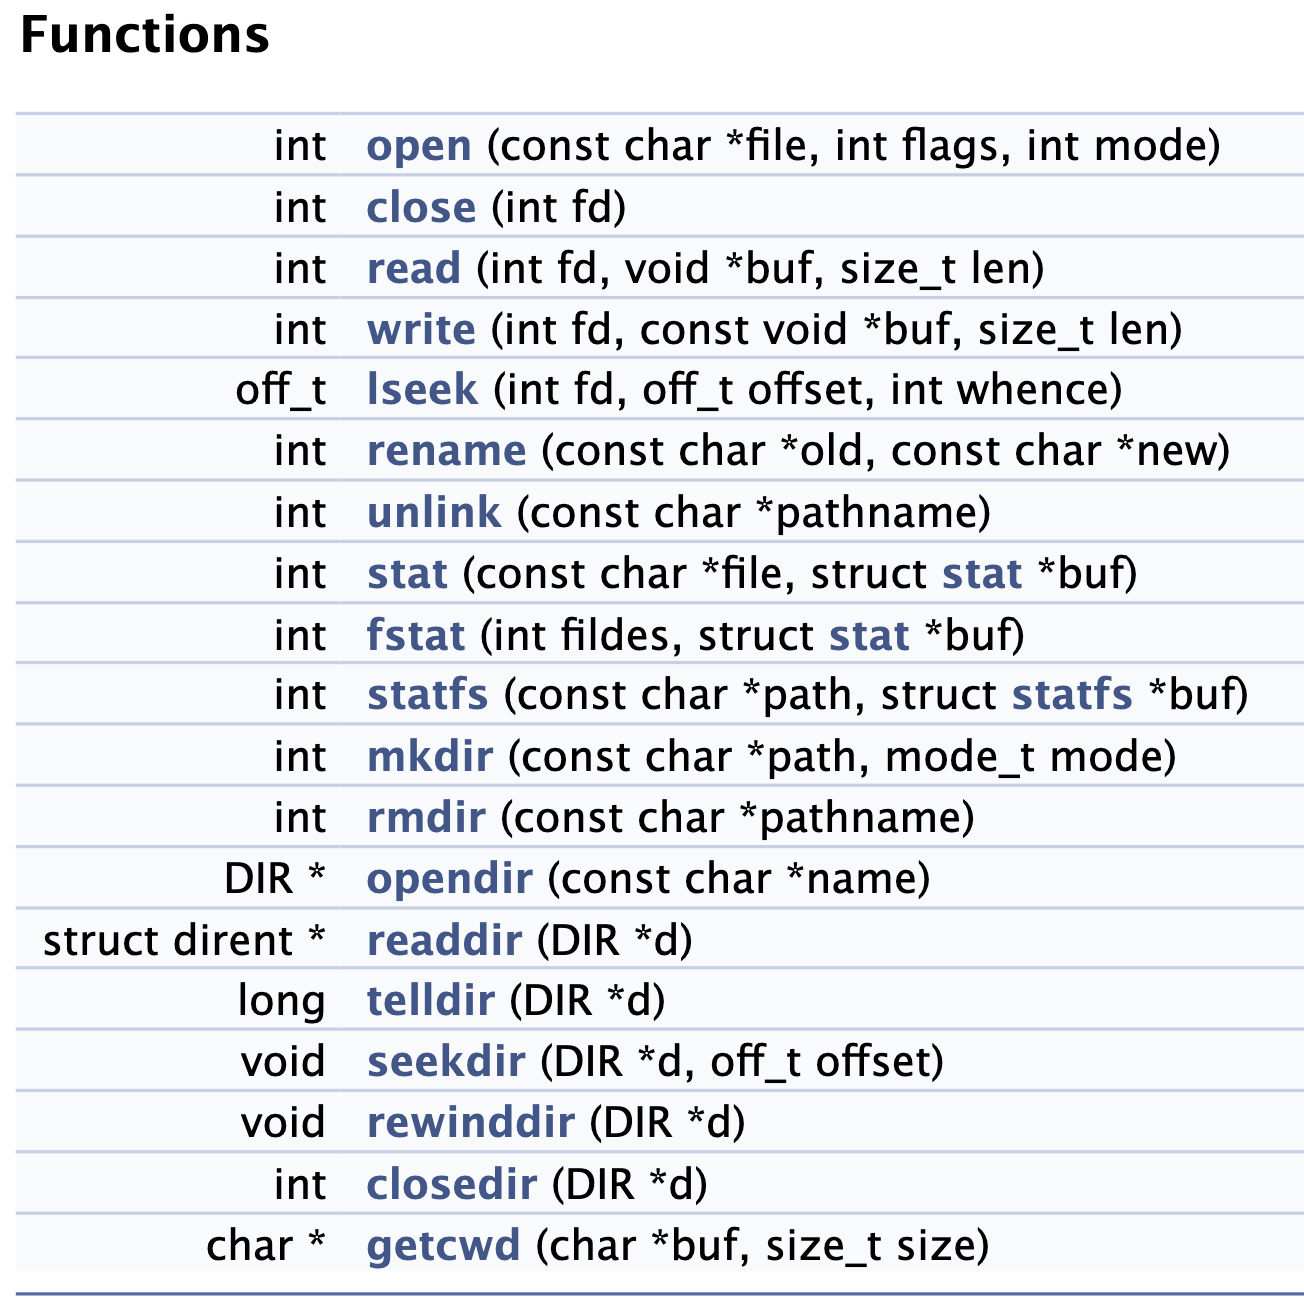 Functions
int open (const char *file, int flags, int mode)
int close (int fd)
int read (int fd, void *buf, size_t len)
int write (int fd, const void *buf, size_t len)
off_t lseek (int fd, off_t offset, int whence)
int rename (const char *old, const char *new)
int unlink (const char *pathname)
int stat (const char *file, struct stat *buf)
int fstat (int fildes, struct stat *buf)
int statfs (const char *path, struct statfs *buf)
int mkdir (const char *path, mode_t mode)
int rmdir (const char *pathname)
DIR * opendir (const char *name)
struct dirent * readdir (DIR *d)
long telldir (DIR *d)
void seekdir (DIR *d, off_t offset)
void rewinddir (DIR *d)
int closedir (DIR *d)
char * getcwd (char *buf, size_t size)